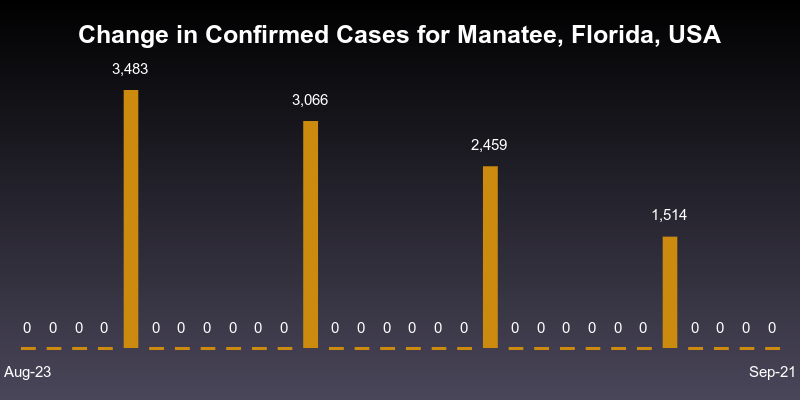 Change in Confirmed Cases for Manatee, Florida, USA
3,483
3,066
2,459
1,514
0 0 0 0 0 0 0 0 0 0 0 0 0 0 0 0 0 0 0 0 0 0 0 0 0 0
Aug-23 Sep-21